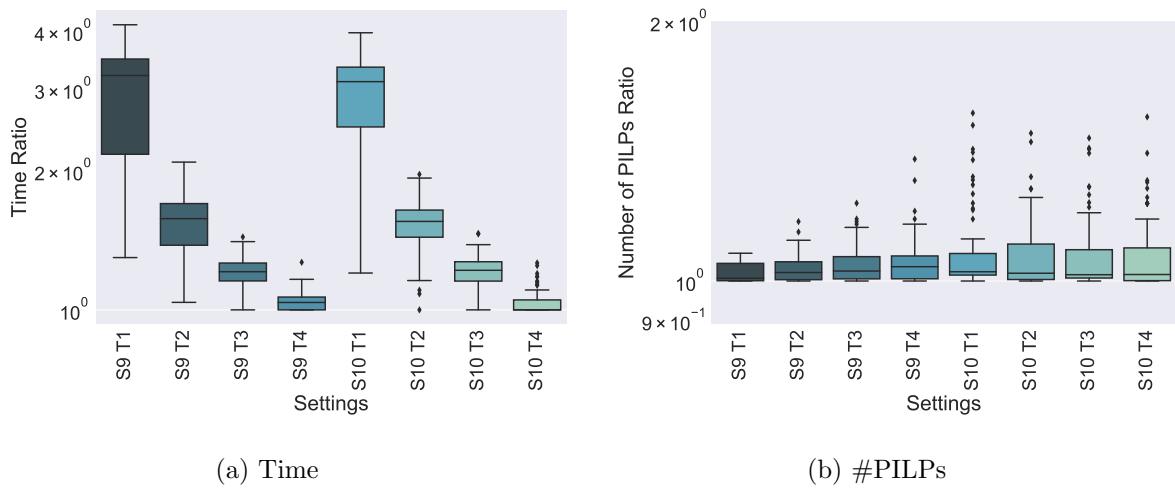 Time Ratio
4 × 10⁰
3 × 10⁰
2 × 10⁰
10⁰
S9 T1
S9 T2
S9 T3
S9 T4
S10 T1
S10 T2
S10 T3
S10 T4
Settings
(a) Time
Number of PILPs Ratio
2 × 10⁰
10⁰
9 × 10⁻¹
S9 T1
S9 T2
S9 T3
S9 T4
S10 T1
S10 T2
S10 T3
S10 T4
Settings
(b) #PILPs